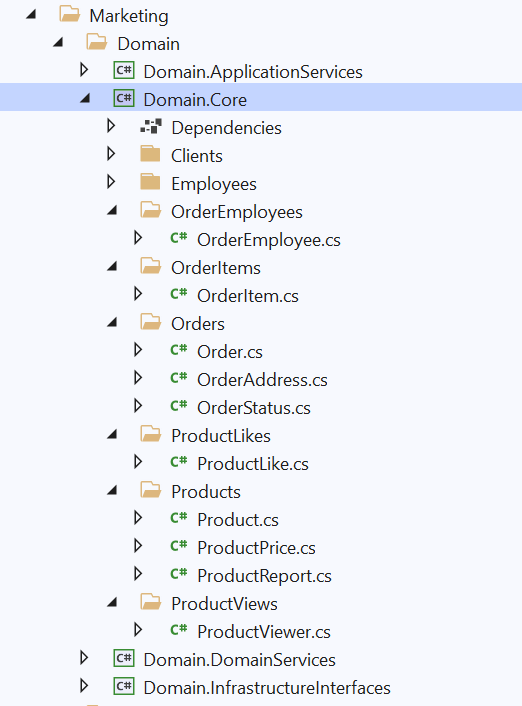 Marketing
Domain
C# Domain.ApplicationServices
C# Domain.Core
Dependencies
Clients
Employees
OrderEmployees
C# OrderEmployee.cs
OrderItems
C# OrderItem.cs
Orders
C# Order.cs
C# OrderAddress.cs
C# OrderStatus.cs
ProductLikes
C# ProductLike.cs
Products
C# Product.cs
C# ProductPrice.cs
C# ProductReport.cs
ProductViews
C# ProductViewer.cs
C# Domain.DomainServices
C# Domain.InfrastructureInterfaces